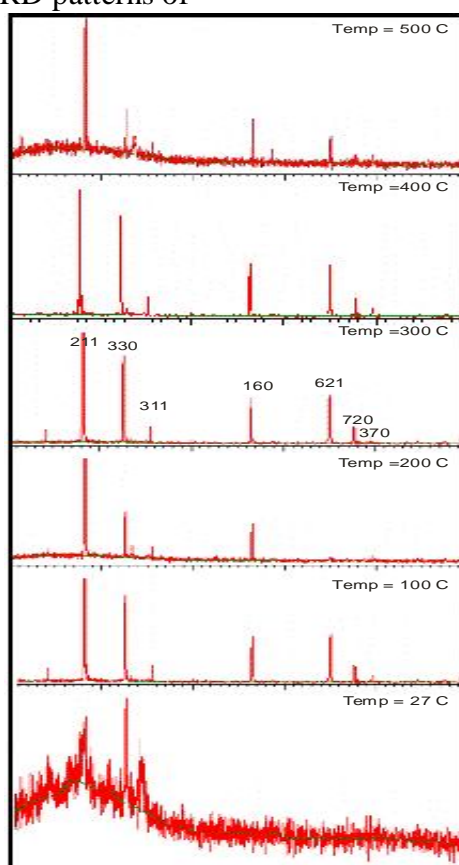 RD patterns of
Temp = 500 C
Temp =400 C
Temp =300 C
211
330
311
160
621
720
370
Temp = 200 C
Temp = 100 C
Temp = 27 C